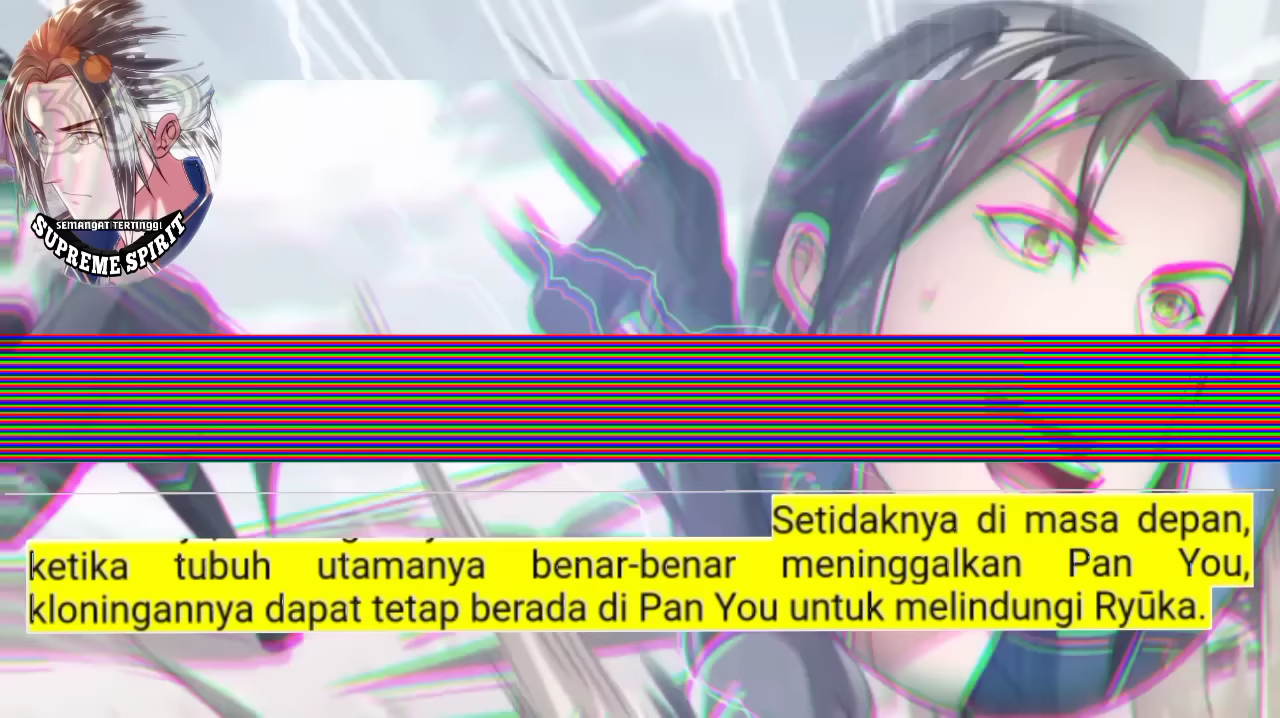 SEMANGAT TERTINGGI
SUPREME SPIRIT
Setidaknya di masa depan,
ketika tubuh utamanya benar-benar meninggalkan Pan You,
kloningannya dapat tetap berada di Pan You untuk melindungi Ryūka.